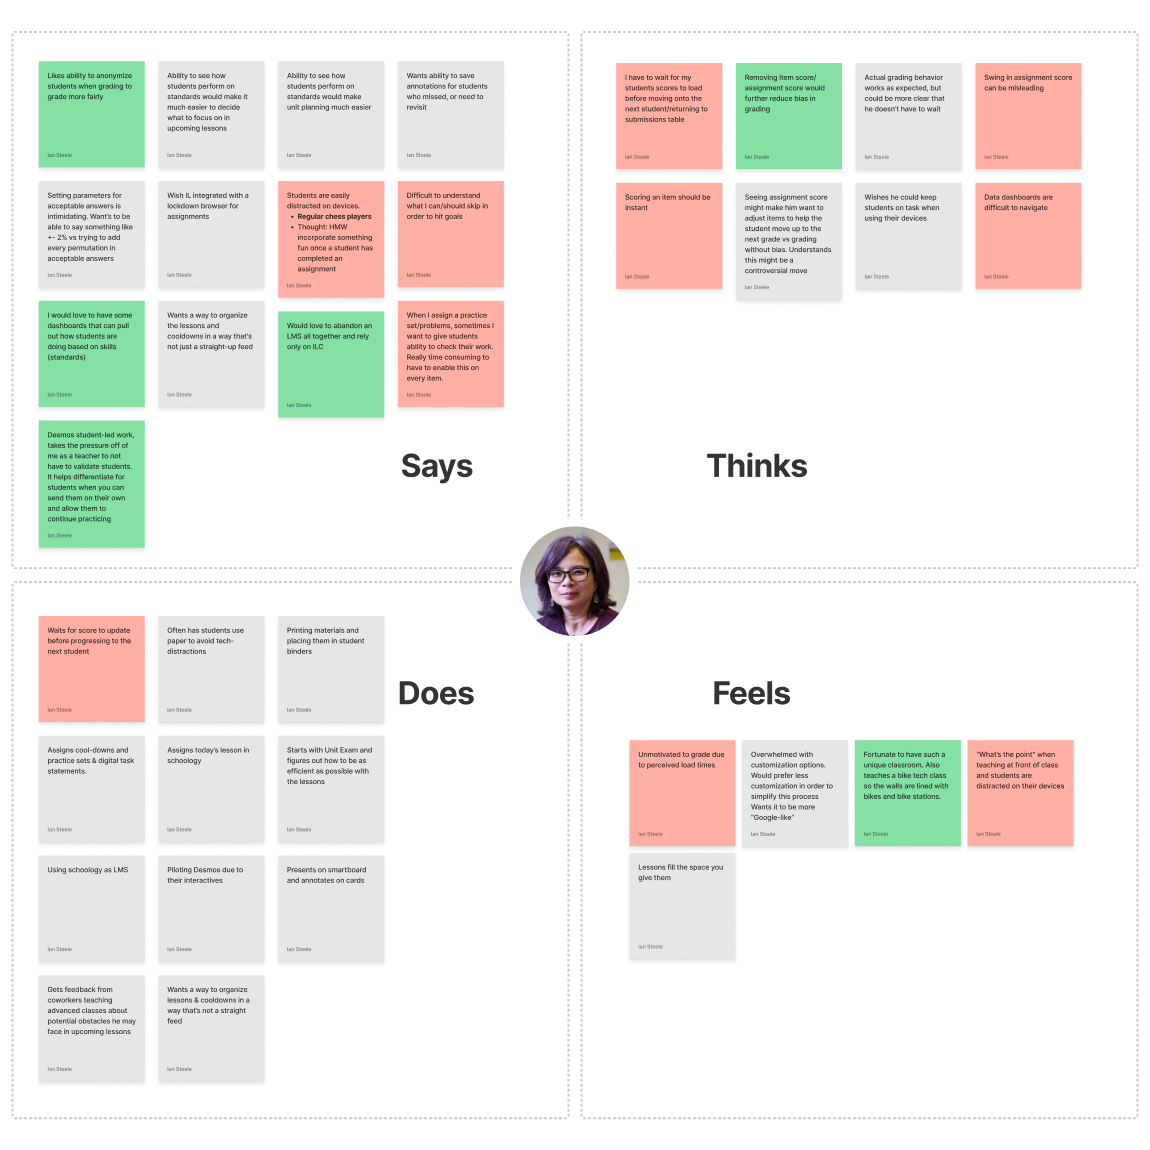 Likes ability to anonymize
students when grading to
grade more fairly
Ian Steele
Ability to see how
students perform on
standards would make it
much easier to decide
what to focus on in
upcoming lessons
Ian Steele
Ability to see how
students perform on
standards would make
unit planning much easier
Ian Steele
Wants ability to save
annotations for students
who missed, or need to
revisit
Ian Steele
Setting parameters for
acceptable answers is
intimidating. Want's to be
able to say something like
+- 2% vs trying to add
every permutation in
acceptable answers
Ian Steele
Wish IL integrated with a
lockdown browser for
assignments
Ian Steele
Students are easily
distracted on devices.
• Regular chess players
• Thought: HMW
incorporate something
fun once a student has
completed an
assignment
Ian Steele
Difficult to understand
what I can/should skip in
order to hit goals
Ian Steele
I would love to have some
dashboards that can pull
out how students are
doing based on skills
(standards)
Ian Steele
Wants a way to organize
the lessons and
cooldowns in a way that's
not just a straight-up feed
Ian Steele
Would love to abandon an
LMS all together and rely
only on ILC
Ian Steele
When I assign a practice
set/problems, sometimes I
want to give students
ability to check their work.
Really time consuming to
have to enable this on
every item.
Ian Steele
Desmos student-led work,
takes the pressure off of
me as a teacher to not
have to validate students.
It helps differentiate for
students when you can
send them on their own
and allow them to
continue practicing
Ian Steele
Says
I have to wait for my
students scores to load
before moving onto the
next student/returning to
submissions table
Ian Steele
Removing item score/
assignment score would
further reduce bias in
grading
Ian Steele
Actual grading behavior
works as expected, but
could be more clear that
he doesn't have to wait
Ian Steele
Swing in assignment score
can be misleading
Ian Steele
Scoring an item should be
instant
Ian Steele
Seeing assignment score
might make him want to
adjust items to help the
student move up to the
next grade vs grading
without bias. Understands
this might be a
controversial move
Ian Steele
Wishes he could keep
students on task when
using their devices
Ian Steele
Data dashboards are
difficult to navigate
Ian Steele
Thinks
Waits for score to update
before progressing to the
next student
Ian Steele
Often has students use
paper to avoid tech-
distractions
Ian Steele
Printing materials and
placing them in student
binders
Ian Steele
Does
Assigns cool-downs and
practice sets & digital task
statements.
Ian Steele
Assigns today's lesson in
schoology
Ian Steele
Starts with Unit Exam and
figures out how to be as
efficient as possible with
the lessons
Ian Steele
Using schoology as LMS
Ian Steele
Piloting Desmos due to
their interactives
Ian Steele
Presents on smartboard
and annotates on cards
Ian Steele
Gets feedback from
coworkers teaching
advanced classes about
potential obstacles he may
face in upcoming lessons
Ian Steele
Wants a way to organize
lessons & cooldowns in a
way that's not a straight
feed
Ian Steele
Feels
Unmotivated to grade due
to perceived load times
Ian Steele
Overwhelmed with
customization options.
Would prefer less
customization in order to
simplify this process
Wants it to be more
"Google-like"
Ian Steele
Fortunate to have such a
unique classroom. Also
teaches a bike tech class
so the walls are lined with
bikes and bike stations.
Ian Steele
"What's the point" when
teaching at front of class
and students are
distracted on their devices
Ian Steele
Lessons fill the space you
give them
Ian Steele